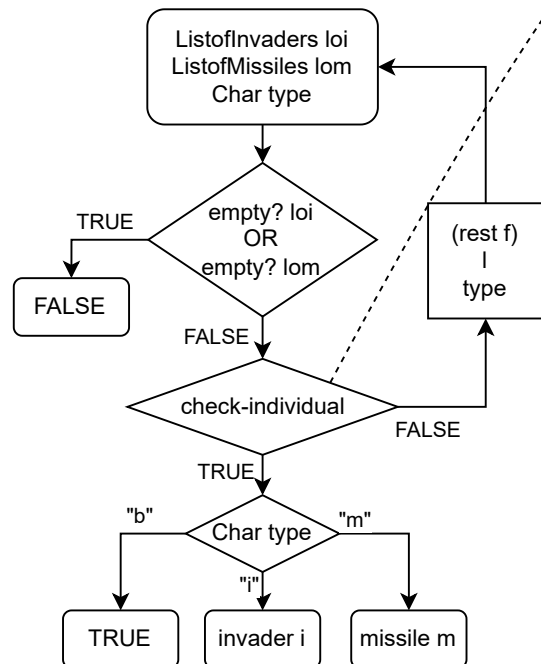 ListofInvaders loi
ListofMissiles lom
Char type
empty? loi
OR
empty? lom
TRUE
FALSE
(rest f)
l
type
FALSE
check-individual
FALSE
TRUE
Char type
"b"
"m"
"i"
TRUE
invader i
missile m